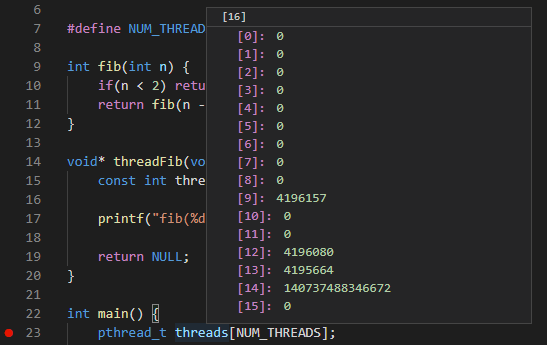 6
7 #define NUM_THREAD
8
9 int fib(int n) {
10 if(n < 2) retu
11 return fib(n -
12 }
13
14 void* threadFib(vo
15 const int thre
16
17 printf("fib(%d
18
19 return NULL;
20 }
21
22 int main() {
23 pthread_t threads[NUM_THREADS];
[16]
[0]: 0
[1]: 0
[2]: 0
[3]: 0
[4]: 0
[5]: 0
[6]: 0
[7]: 0
[8]: 0
[9]: 4196157
[10]: 0
[11]: 0
[12]: 4196080
[13]: 4195664
[14]: 140737488346672
[15]: 0